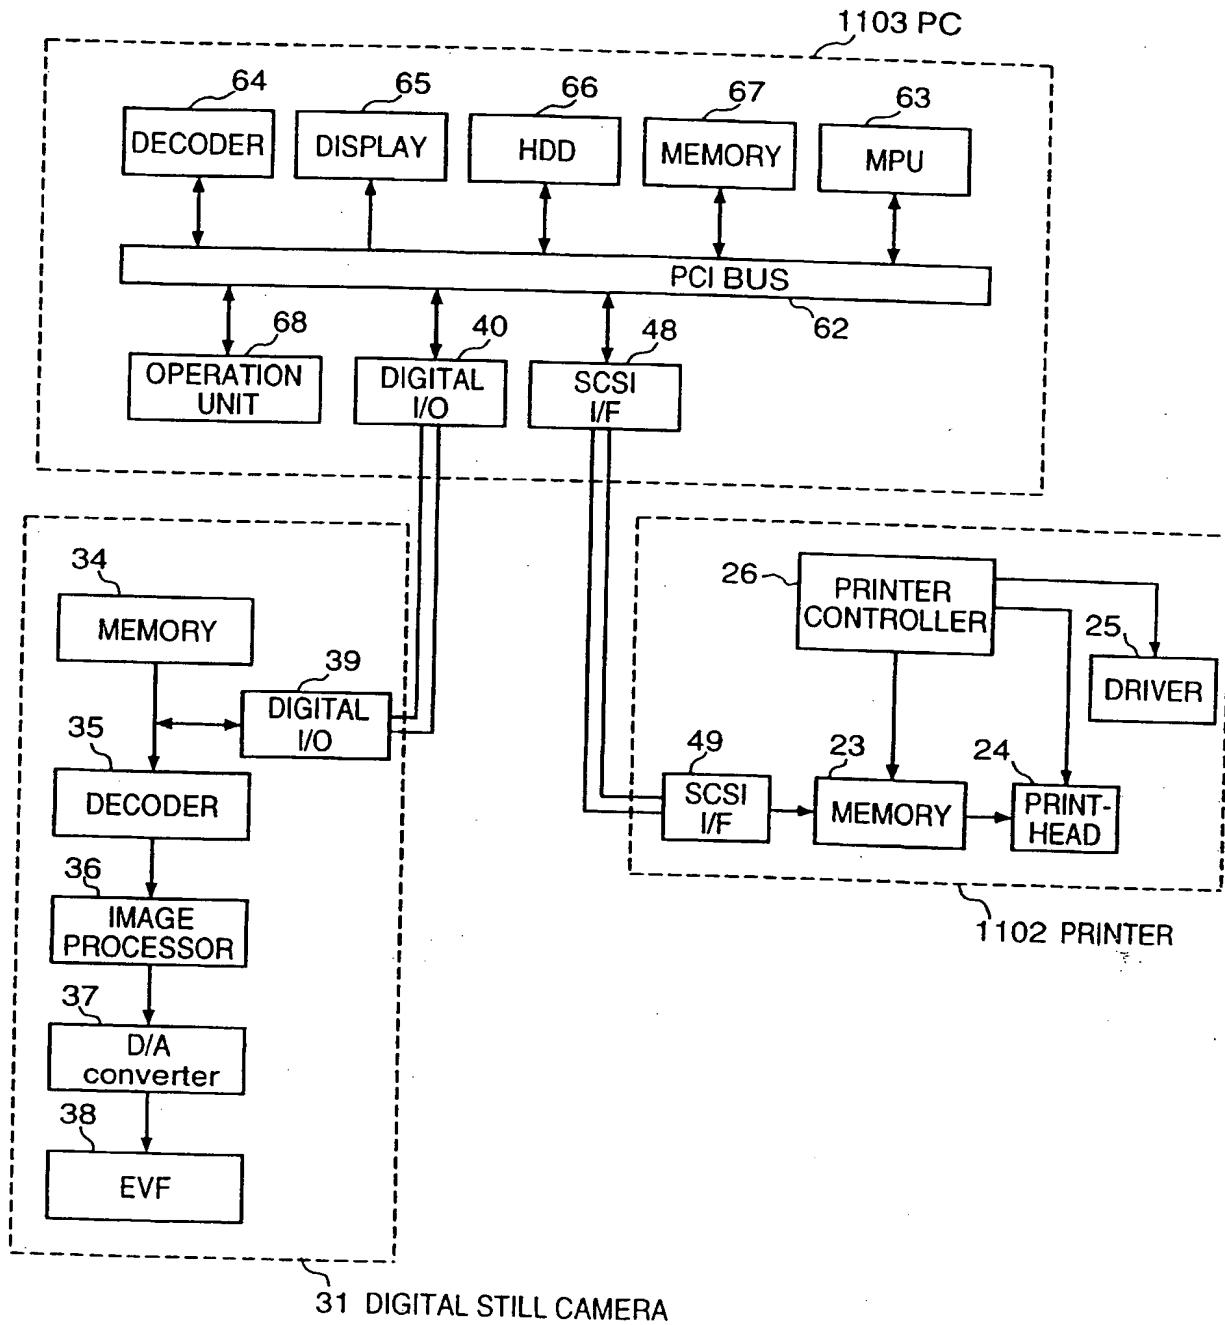 1103 PC
64
65
66
67
63
DECODER
DISPLAY
HDD
MEMORY
MPU
PCI BUS
62
68
40
48
OPERATION
UNIT
DIGITAL
I/O
SCSI
I/F
34
MEMORY
39
DIGITAL
I/O
35
DECODER
36
IMAGE
PROCESSOR
37
D/A
converter
38
EVF
31 DIGITAL STILL CAMERA
26
PRINTER
CONTROLLER
25
DRIVER
49
SCSI
I/F
23
MEMORY
24
PRINT-
HEAD
1102 PRINTER